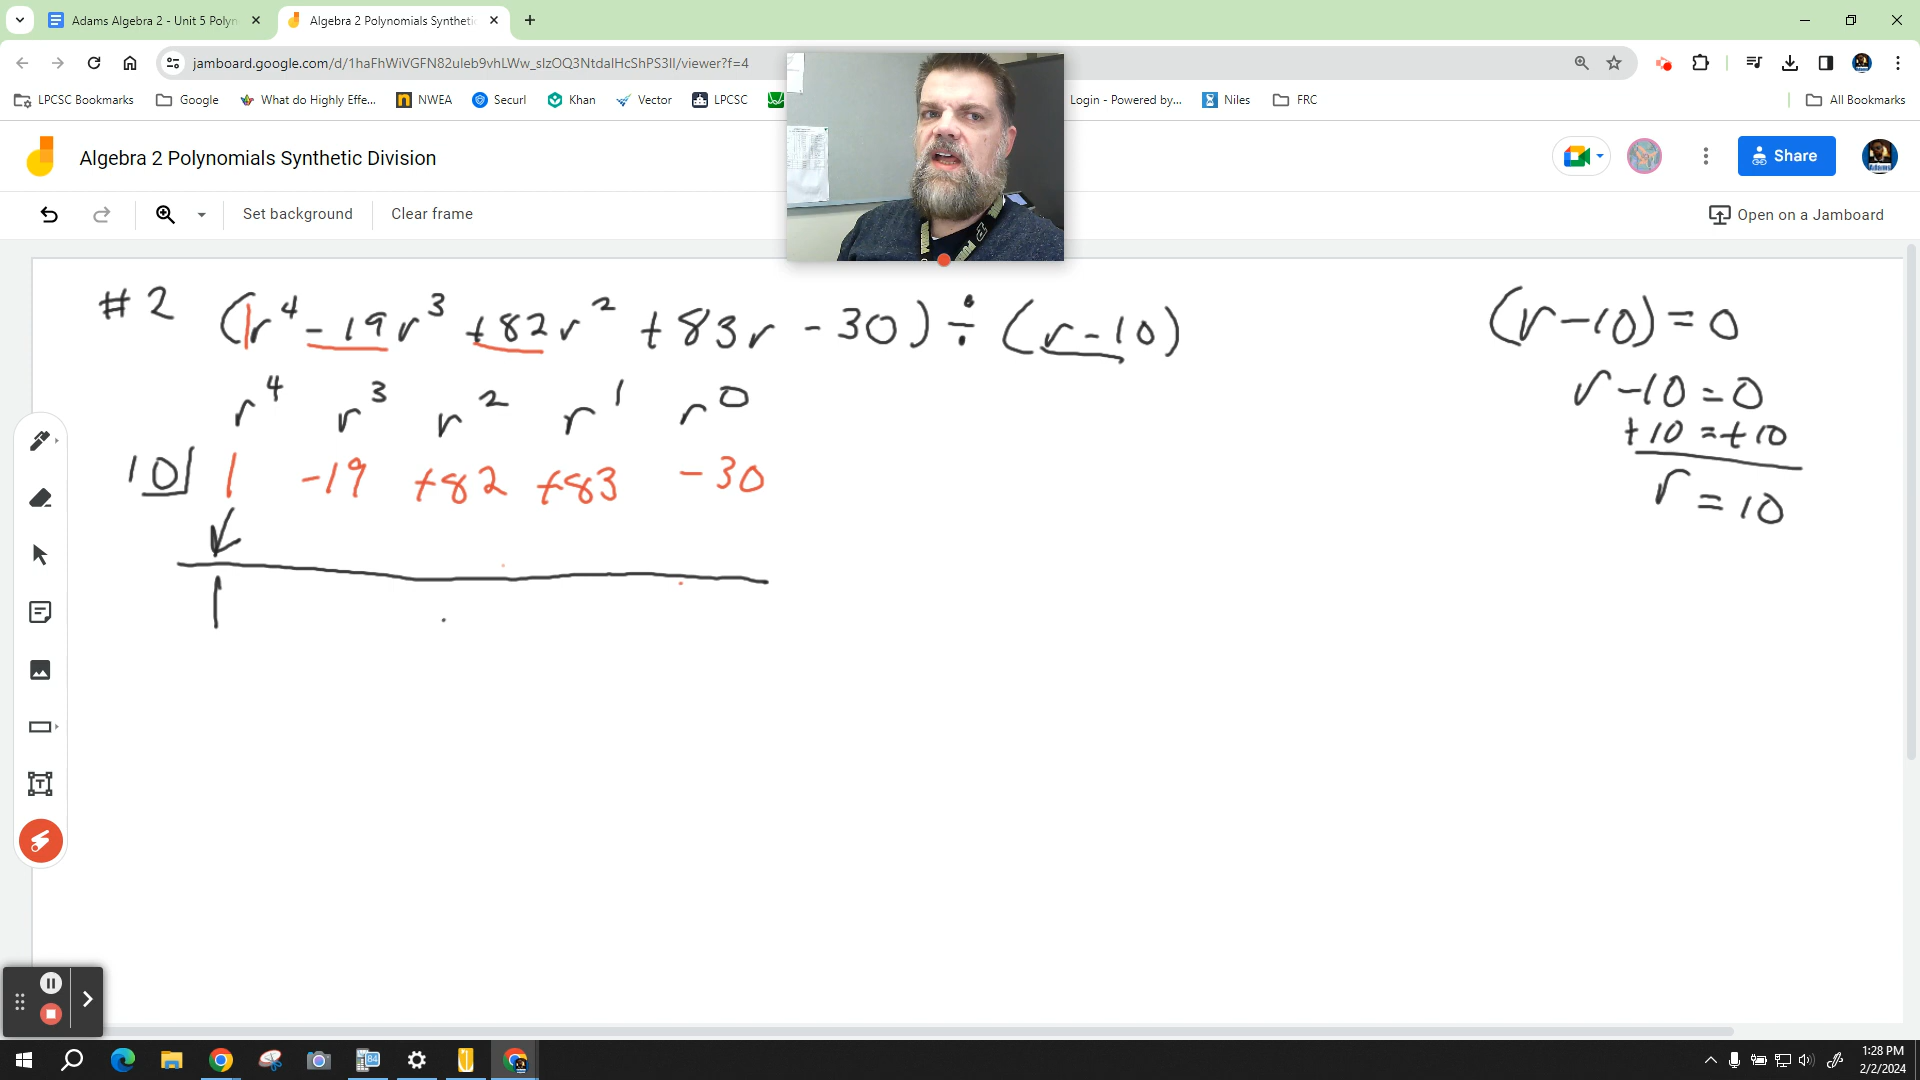 Adams Algebra 2 - Unit 5 Polyn
Algebra 2 Polynomials Synthetic
jamboard.google.com/d/1haFhWiVGFN82uleb9vhLWw_slzOQ3NtdalHcShPS3lI/viewer?f=4
LPCSC Bookmarks Google What do Highly Effe... NWEA Securl Khan Vector LPCSC Login - Powered by... Niles FRC All Bookmarks
Algebra 2 Polynomials Synthetic Division
Share
Set background Clear frame
Open on a Jamboard
#2 (1r⁴ - 19r³ + 82r² + 83r - 30) ÷ (r - 10)
(r - 10) = 0
r⁴ r³ r² r¹ r⁰
r - 10 = 0
+10 = +10
10 1 -19 +82 +83 -30
r = 10
1
84
1:28 PM
2/2/2024